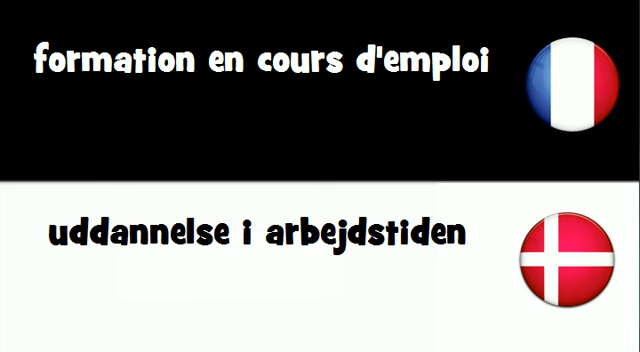 formation en cours d'emploi
uddannelse i arbejdstiden